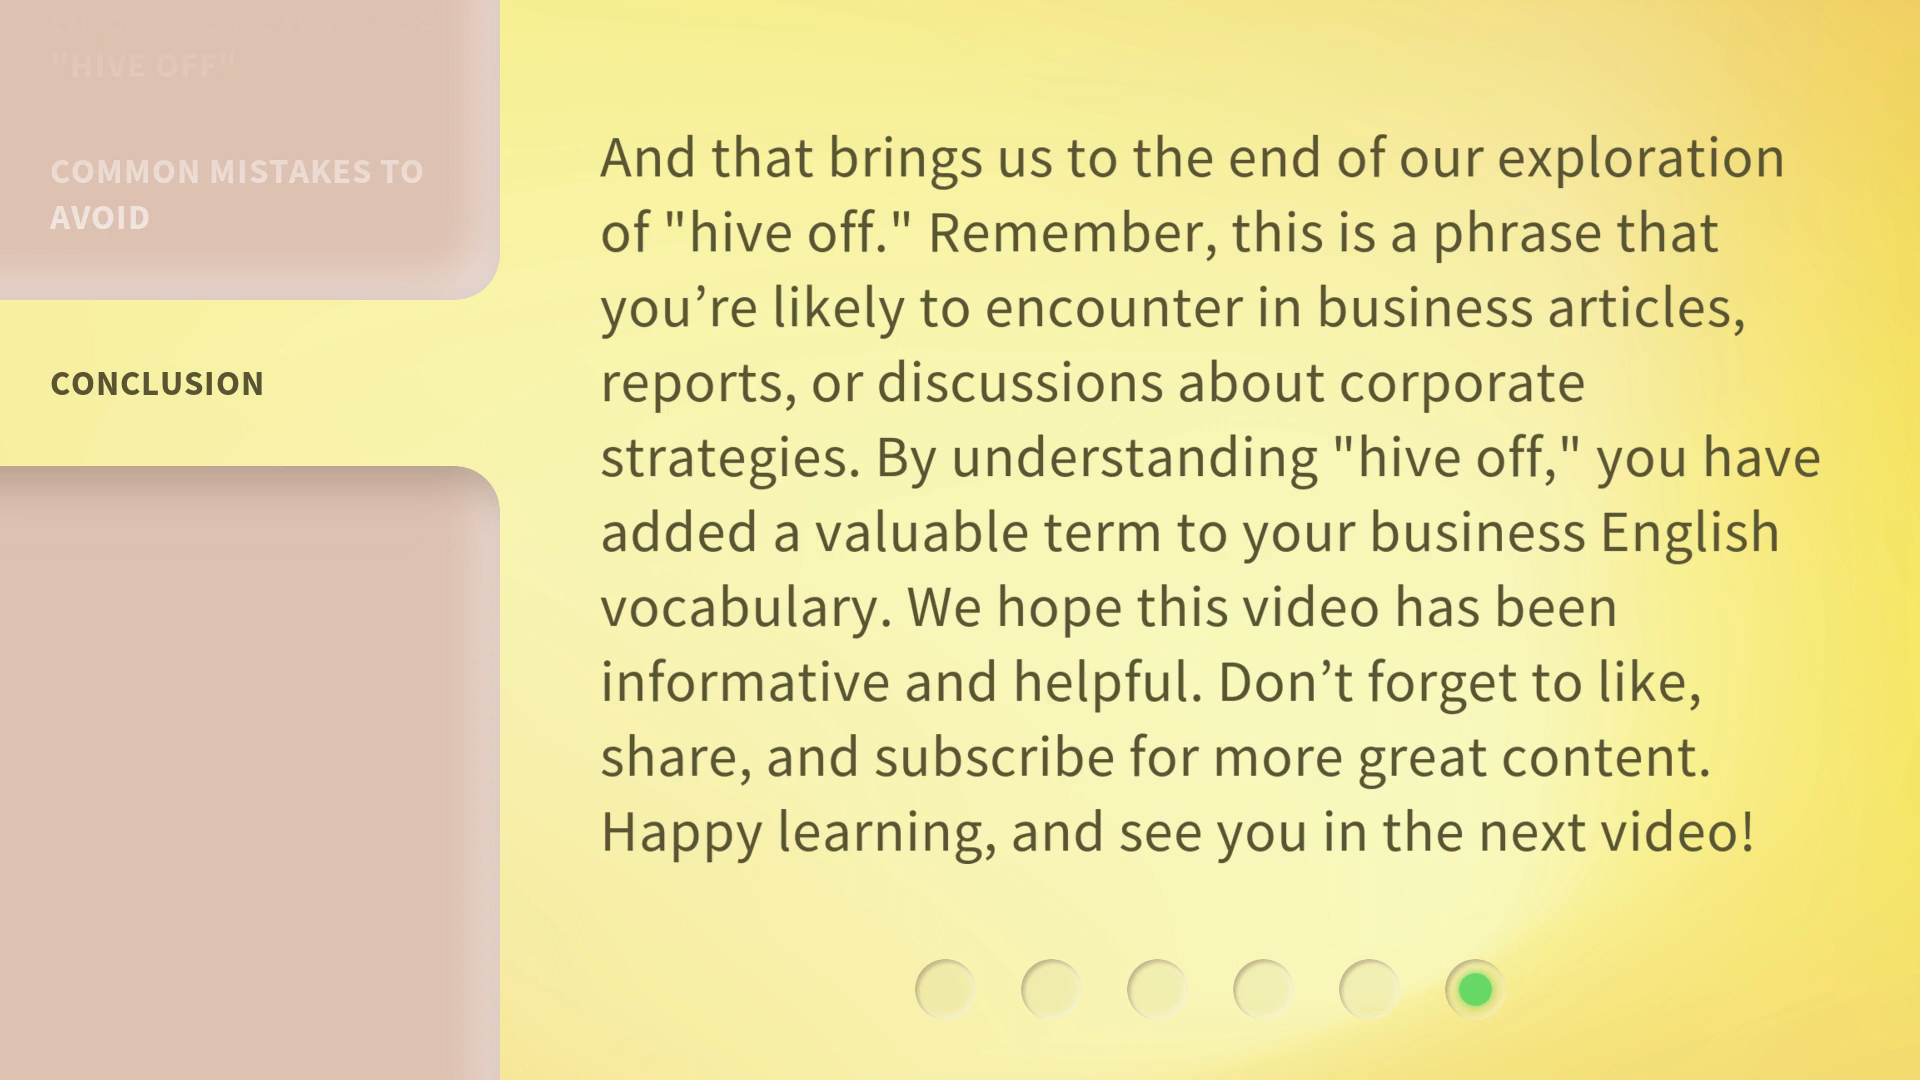 "HIVE OFF"
COMMON MISTAKES TO
AVOID
CONCLUSION
And that brings us to the end of our exploration
of "hive off." Remember, this is a phrase that
you’re likely to encounter in business articles,
reports, or discussions about corporate
strategies. By understanding "hive off," you have
added a valuable term to your business English
vocabulary. We hope this video has been
informative and helpful. Don’t forget to like,
share, and subscribe for more great content.
Happy learning, and see you in the next video!